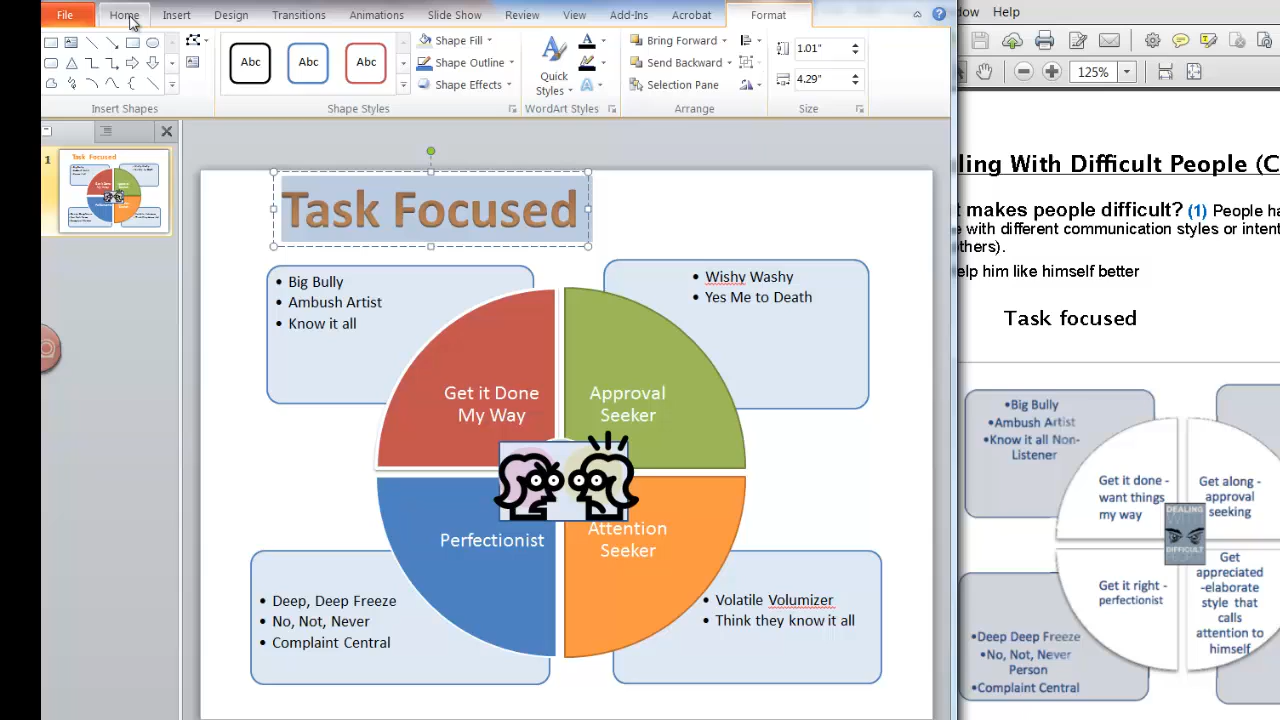 File Home Insert Design Transitions Animations Slide Show Review View Add-Ins Acrobat Format
Abc Abc Abc
Shape Fill
Shape Outline
Shape Effects
Quick
Styles
Bring Forward
Send Backward
Selection Pane
1.01"
4.29"
Insert Shapes Shape Styles WordArt Styles Arrange Size
1
Task Focused
Task Focused
Big Bully
Ambush Artist
Know it all
Wishy Washy
Yes Me to Death
Get it Done
My Way
Approval
Seeker
Perfectionist
Attention
Seeker
Deep, Deep Freeze
No, Not, Never
Complaint Central
Volatile Volumizer
Think they know it all
Help
125%
With Difficult People
makes people difficult? (1) People
with different communication styles or
him like himself better
Task focused
Big Bully
Ambush Artist
Know it all Non-
Listener
Get it done -
want things
my way
Get along -
approval
seeking
DEALING
WITH
DIFFICULT
PEOPLE
Get it right -
perfectionist
Get
appreciated
-elaborate
style that
calls
attention to
himself
Deep Deep Freeze
No, Not, Never
Person
Complaint Central